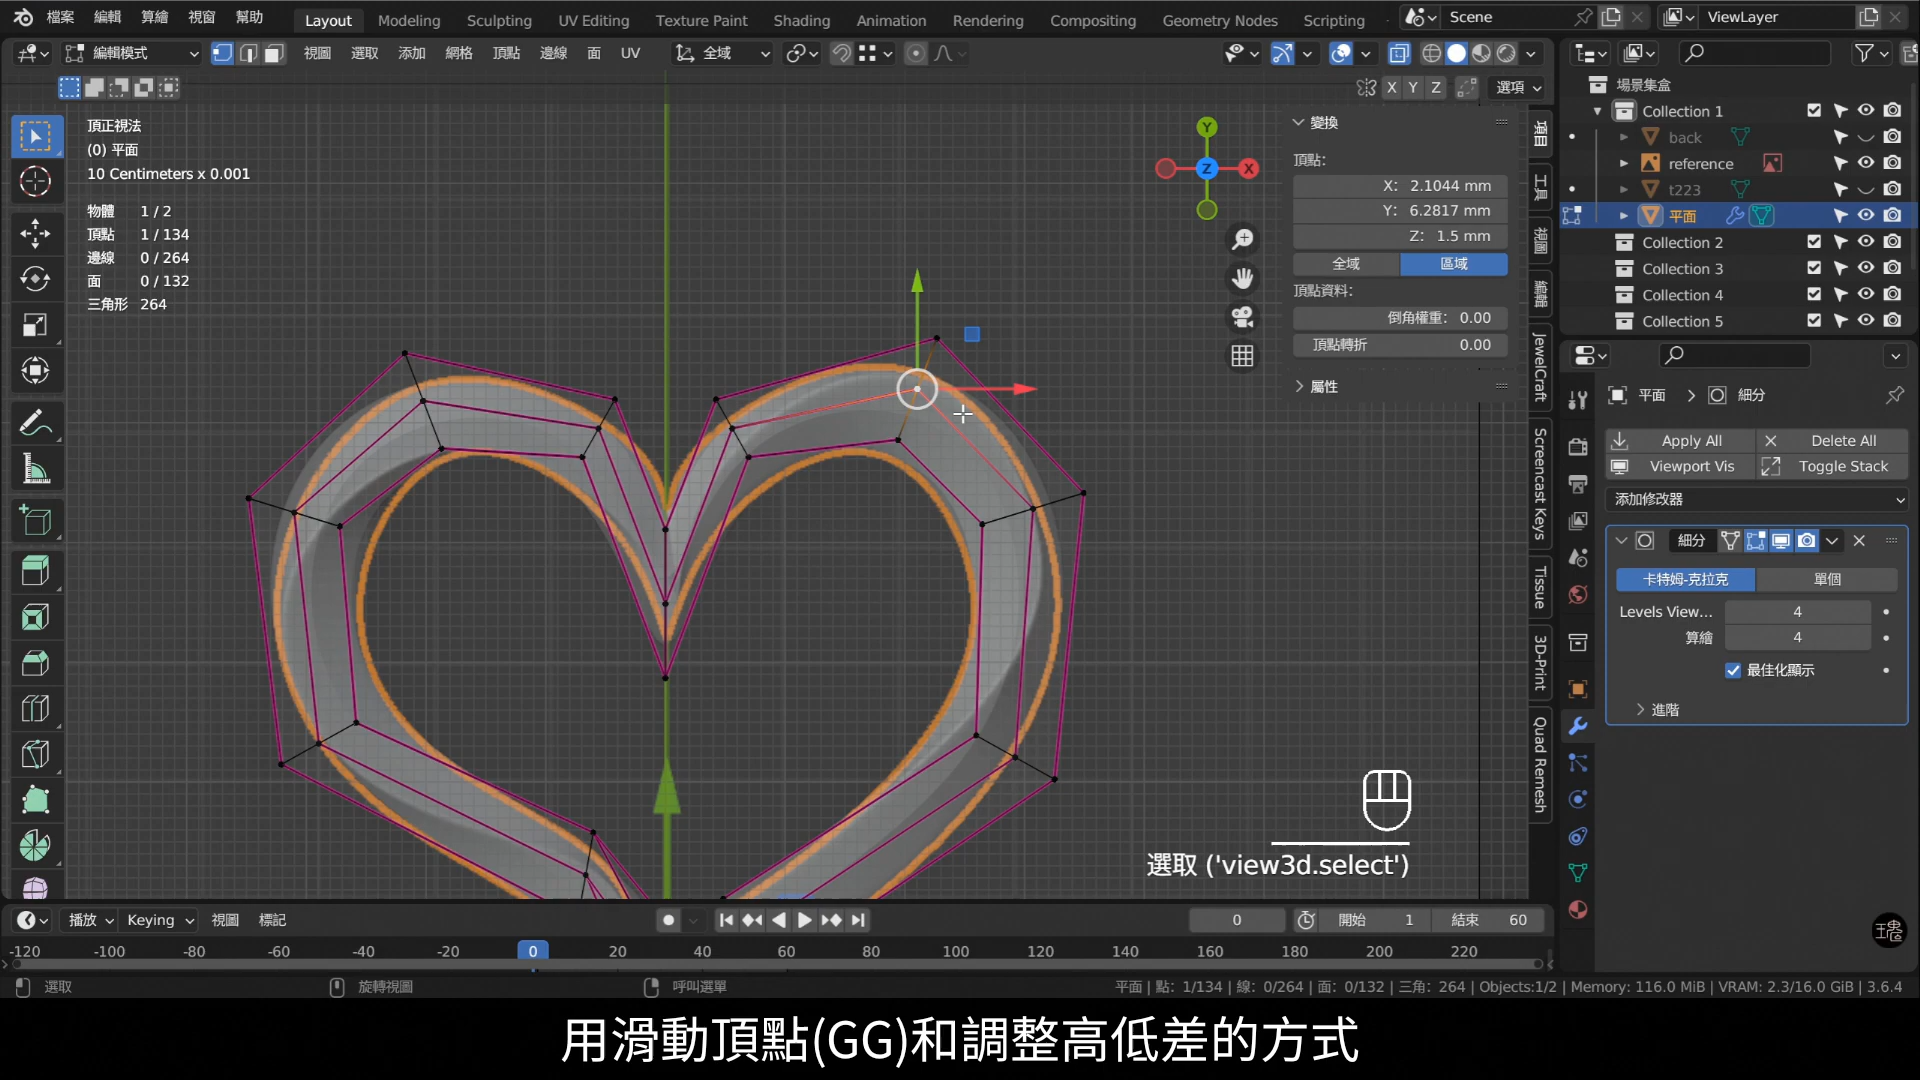 檔案 編輯 算繪 視窗 幫助 Layout Modeling Sculpting UV Editing Texture Paint Shading Animation Rendering Compositing Geometry Nodes Scripting Scene ViewLayer
編輯模式 視圖 選取 添加 網格 頂點 邊線 面 UV 全域
X Y Z 選項
頂正視法
(0) 平面
10 Centimeters x 0.001
物體 1 / 2
頂點 1 / 134
邊線 0 / 264
面 0 / 132
三角形 264
Y
Z X
變換
頂點:
X: 2.1044 mm
Y: 6.2817 mm
Z: 1.5 mm
全域 區域
頂點資料:
倒角權重: 0.00
頂點轉折 0.00
屬性
項目
工具
視圖
編輯
JewelCraft
Screencast Keys
Tissue
3D-Print
Quad Remesh
場景集盒
Collection 1
back
reference
t223
平面
Collection 2
Collection 3
Collection 4
Collection 5
平面 細分
Apply All Delete All
Viewport Vis Toggle Stack
添加修改器
細分
卡特姆-克拉克 單個
Levels View... 4
算繪 4
最佳化顯示
進階
選取 ('view3d.select')
播放 Keying 視圖 標記 0 開始 1 結束 60
-120 -100 -80 -60 -40 -20 0 20 40 60 80 100 120 140 160 180 200 220
選取 旋轉視圖 呼叫選單 平面 | 點: 1/134 | 線: 0/264 | 面: 0/132 | 三角: 264 | Objects:1/2 | Memory: 116.0 MiB | VRAM: 2.3/16.0 GiB | 3.6.4
用滑動頂點(GG)和調整高低差的方式